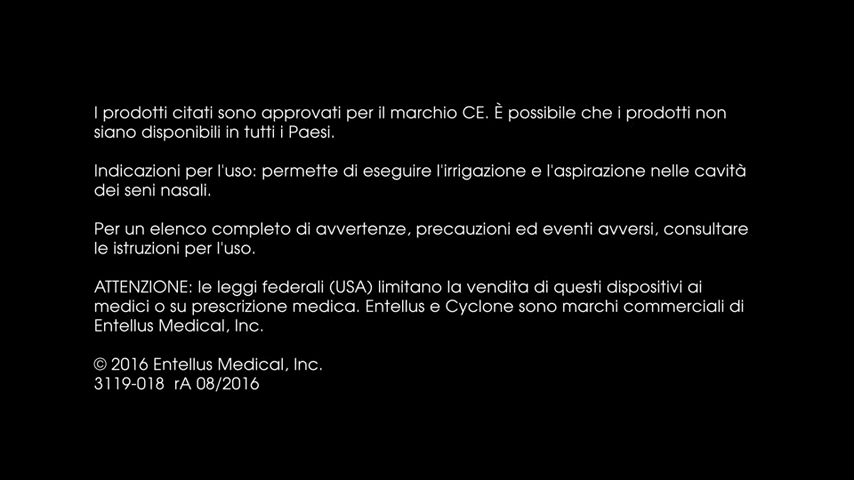 I prodotti citati sono approvati per il marchio CE. È possibile che i prodotti non
siano disponibili in tutti i Paesi.
Indicazioni per l'uso: permette di eseguire l'irrigazione e l'aspirazione nelle cavità
dei seni nasali.
Per un elenco completo di avvertenze, precauzioni ed eventi avversi, consultare
le istruzioni per l'uso.
ATTENZIONE: le leggi federali (USA) limitano la vendita di questi dispositivi ai
medici o su prescrizione medica. Entellus e Cyclone sono marchi commerciali di
Entellus Medical, Inc.
© 2016 Entellus Medical, Inc.
3119-018  rA 08/2016